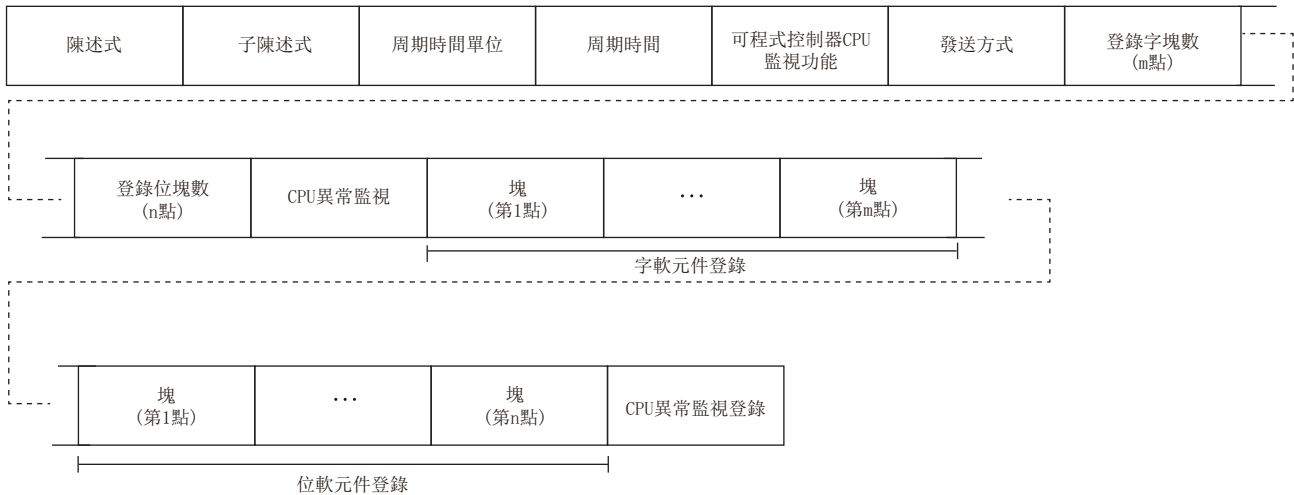 陳述式
子陳述式
周期時間單位
周期時間
可程式控制器CPU
監視功能
發送方式
登錄字塊數
(m點)
登錄位塊數
(n點)
CPU異常監視
塊
(第1點)
...
塊
(第m點)
字軟元件登錄
塊
(第1點)
...
塊
(第n點)
CPU異常監視登錄
位軟元件登錄